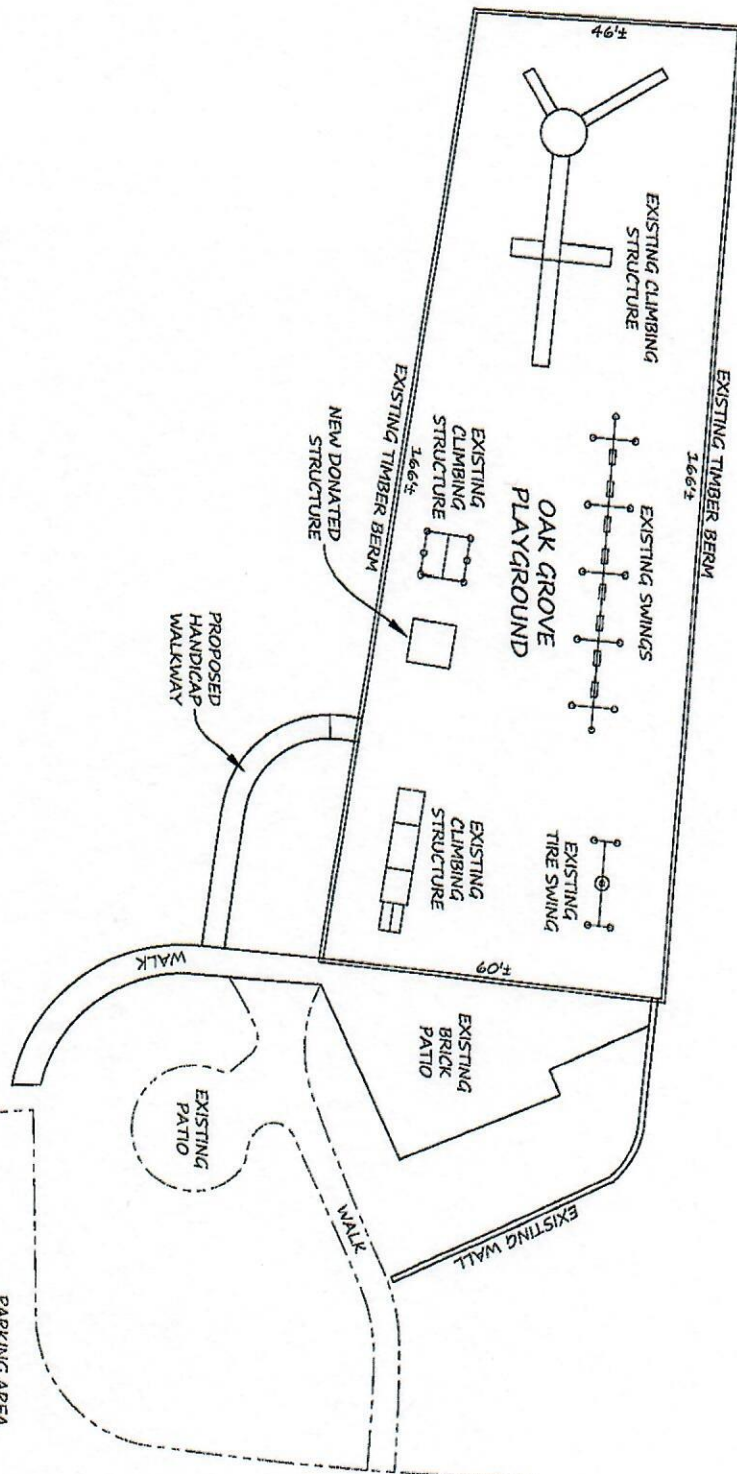 46'±
EXISTING CLIMBING
STRUCTURE
EXISTING TIMBER BERM
166'±
EXISTING SWINGS
OAK GROVE
PLAYGROUND
EXISTING
CLIMBING
STRUCTURE
EXISTING TIMBER BERM
166'±
NEW DONATED
STRUCTURE
EXISTING
TIRE SWING
EXISTING
CLIMBING
STRUCTURE
60'±
PROPOSED
HANDICAP
WALKWAY
WALK
EXISTING
BRICK
PATIO
EXISTING
PATIO
WALK
EXISTING WALL
PARKING AREA